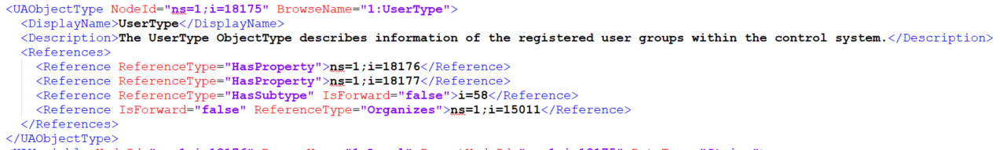 <UAObjectType NodeId="ns=1;i=18175" BrowseName="1:UserType">
<DisplayName>UserType</DisplayName>
<Description>The UserType ObjectType describes information of the registered user groups within the control system.</Description>
<References>
<Reference ReferenceType="HasProperty">ns=1;i=18176</Reference>
<Reference ReferenceType="HasProperty">ns=1;i=18177</Reference>
<Reference ReferenceType="HasSubtype" IsForward="false">i=58</Reference>
<Reference IsForward="false" ReferenceType="Organizes">ns=1;i=15011</Reference>
</References>
</UAObjectType>